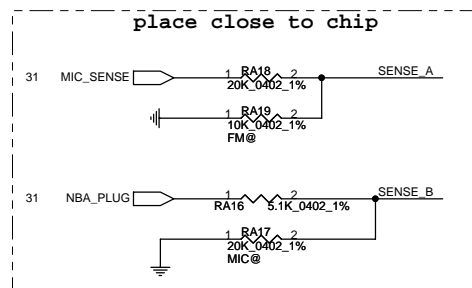 place close to chip
31 MIC_SENSE 1 RA18 2 SENSE_A
20K_0402_1%
1 RA19 2
10K_0402_1%
FM@
31 NBA_PLUG 1 2 SENSE_B
RA16 5.1K_0402_1%
1 RA17 2
20K_0402_1%
MIC@